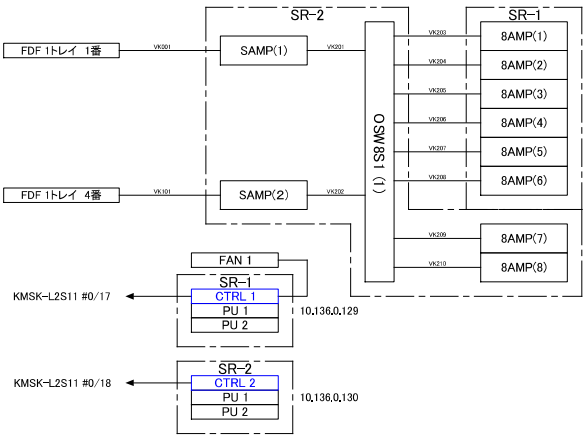 SR-2
SR-1
FDF 1トレイ 1番
VK001
SAMP(1)
VK201
OSW8S1 (1)
VK203
8AMP(1)
VK204
8AMP(2)
VK205
8AMP(3)
VK206
8AMP(4)
VK207
8AMP(5)
VK208
8AMP(6)
FDF 1トレイ 4番
VK101
SAMP(2)
VK202
VK209
8AMP(7)
VK210
8AMP(8)
FAN 1
SR-1
KMSK-L2S11 #0/17
CTRL 1
PU 1
10.136.0.129
PU 2
SR-2
KMSK-L2S11 #0/18
CTRL 2
PU 1
10.136.0.130
PU 2